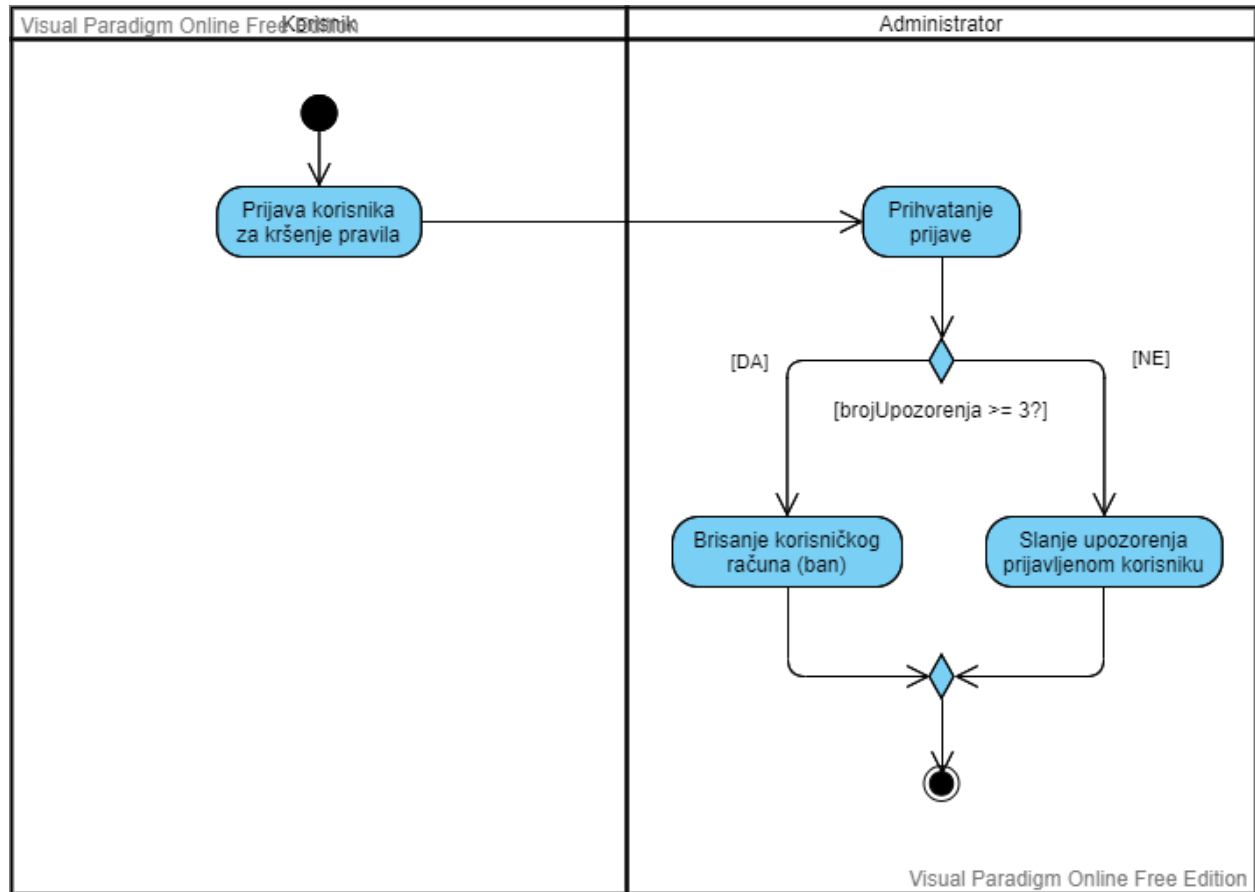 Visual Paradigm Online Free Edition
Korisnik
Administrator
Prijava korisnika
za kršenje pravila
Prihvatanje
prijave
[DA]
[NE]
[brojUpozorenja >= 3?]
Brisanje korisničkog
računa (ban)
Slanje upozorenja
prijavljenom korisniku
Visual Paradigm Online Free Edition